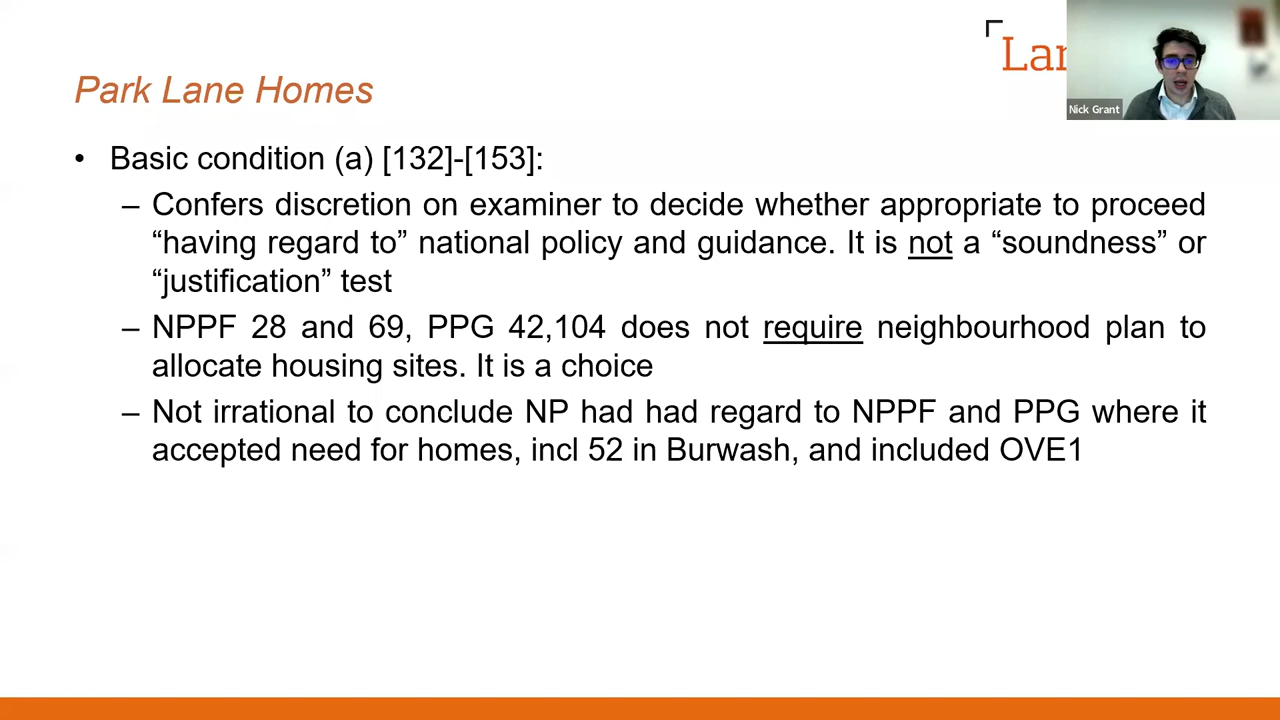 Lan
Nick Grant
Park Lane Homes
• Basic condition (a) [132]-[153]:
– Confers discretion on examiner to decide whether appropriate to proceed
“having regard to” national policy and guidance. It is not a “soundness” or
“justification” test
– NPPF 28 and 69, PPG 42,104 does not require neighbourhood plan to
allocate housing sites. It is a choice
– Not irrational to conclude NP had had regard to NPPF and PPG where it
accepted need for homes, incl 52 in Burwash, and included OVE1